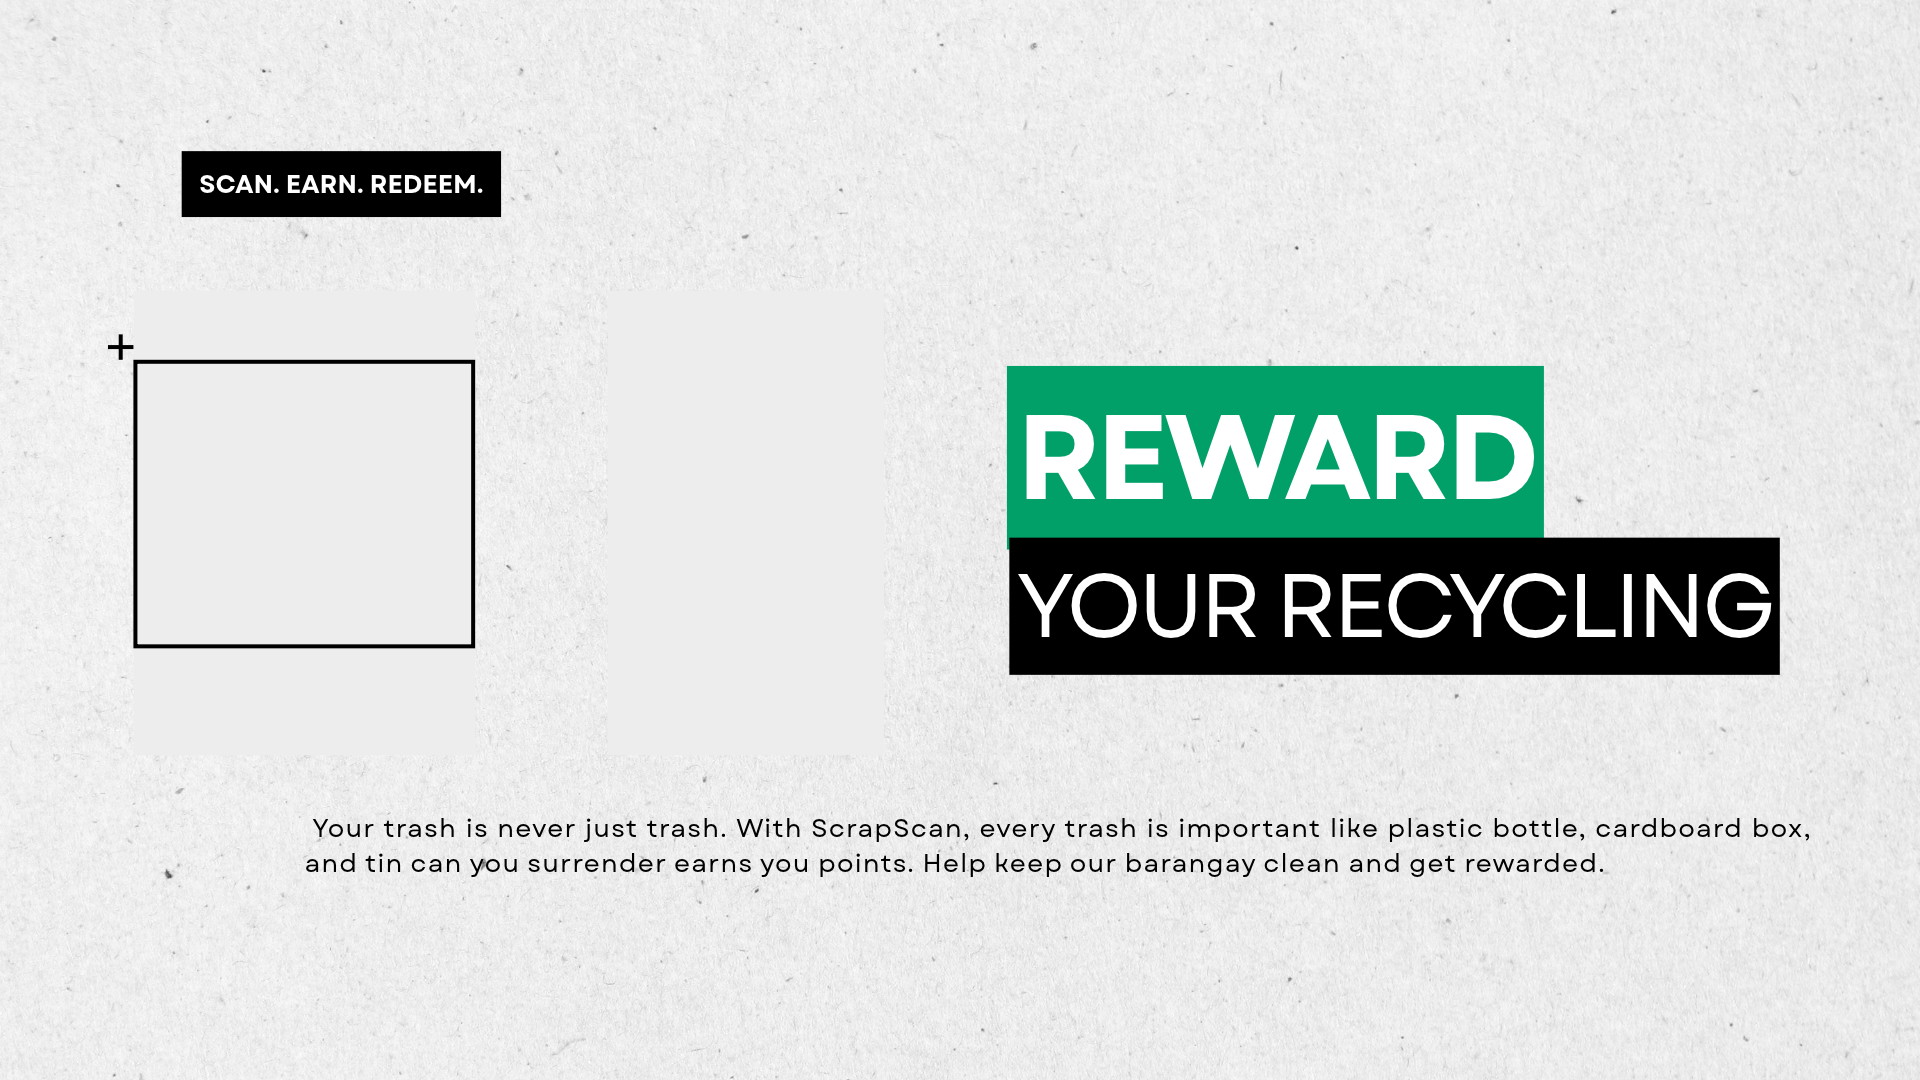 SCAN. EARN. REDEEM.
REWARD
YOUR RECYCLING
Your trash is never just trash. With ScrapScan, every trash is important like plastic bottle, cardboard box,
and tin can you surrender earns you points. Help keep our barangay clean and get rewarded.